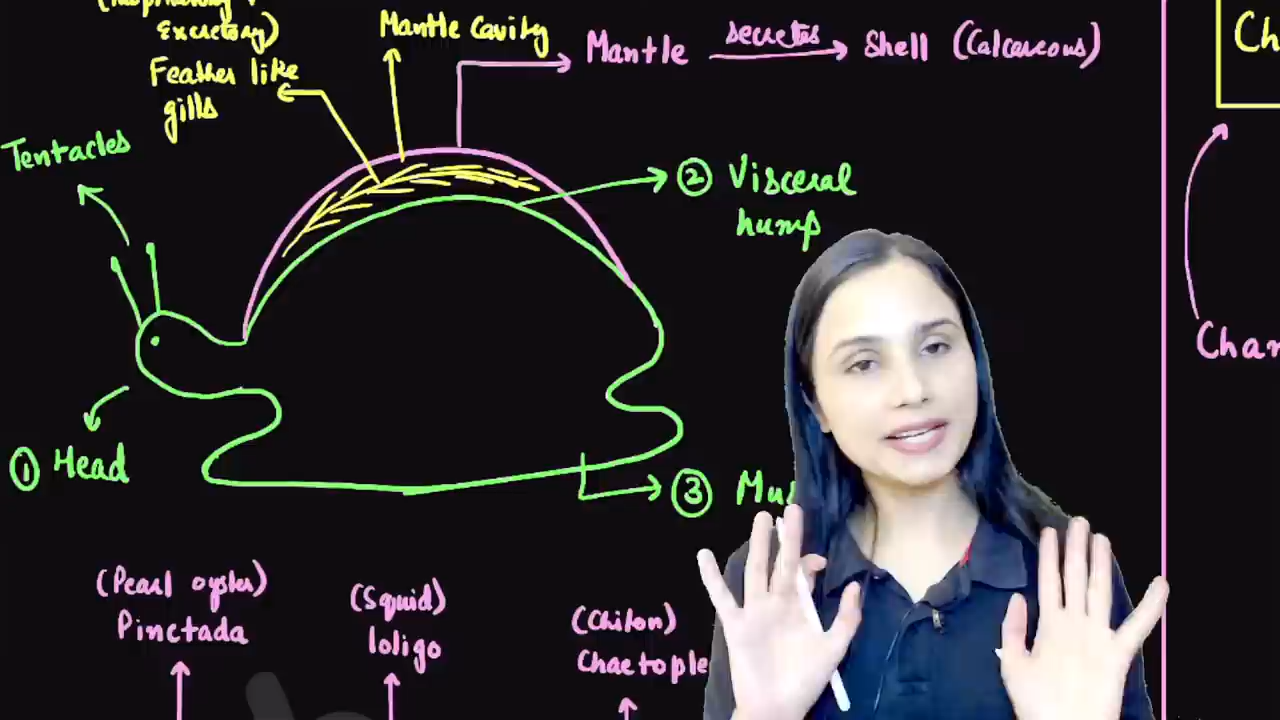 Excretory)
Feather like
gills
Mantle Cavity
Mantle secretes Shell (Calcareous)
Tentacles
② Visceral
hump
① Head
③
(Pearl oyster)
Pinctada
(Squid)
loligo
(Chiton)
Chaetople
Ch
Char